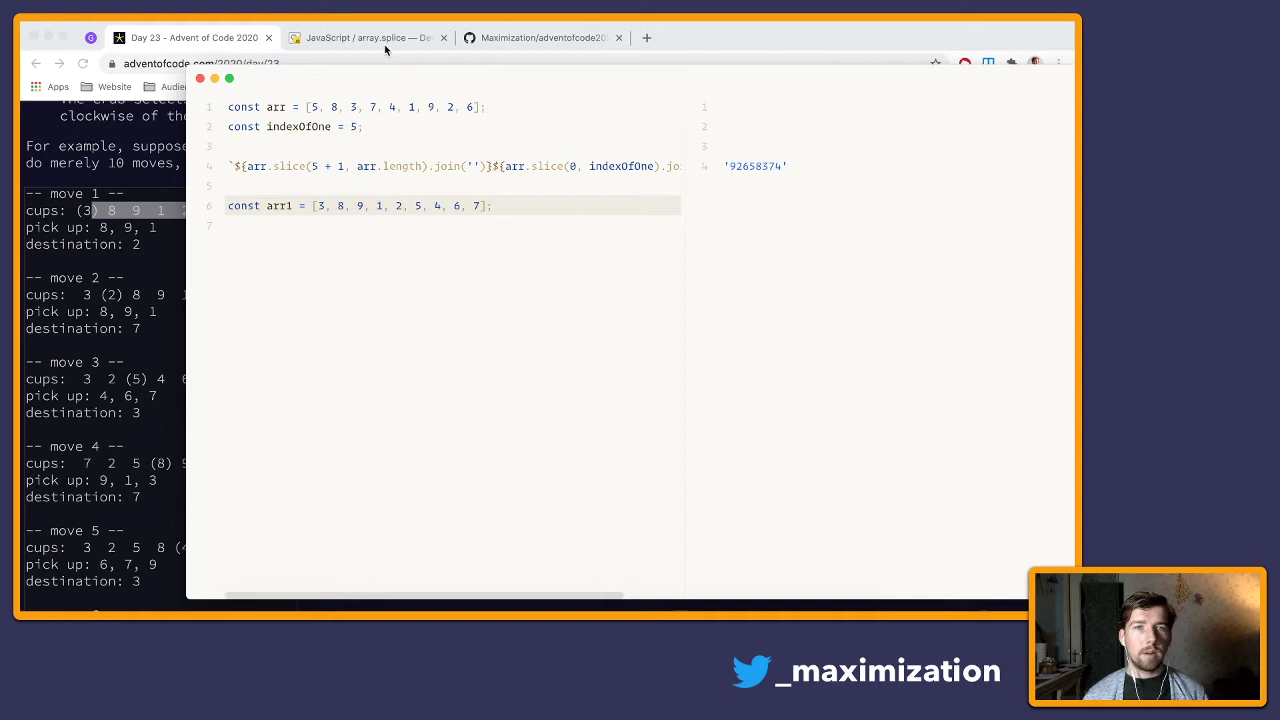 Day 23 - Advent of Code 2020
JavaScript / array.splice — De
Maximization/adventofcode20
adventofcode.com/2020/day/23
Apps
Website
Audie
clockwise of the
For example, suppose
do merely 10 moves,
-- move 1 --
cups: (3) 8 9 1
pick up: 8, 9, 1
destination: 2
-- move 2 --
cups: 3 (2) 8 9
pick up: 8, 9, 1
destination: 7
-- move 3 --
cups: 3 2 (5) 4
pick up: 4, 6, 7
destination: 3
-- move 4 --
cups: 7 2 5 (8)
pick up: 9, 1, 3
destination: 7
-- move 5 --
cups: 3 2 5 8 (
pick up: 6, 7, 9
destination: 3
1 const arr = [5, 8, 3, 7, 4, 1, 9, 2, 6];
2 const indexOfOne = 5;
3
4 `${arr.slice(5 + 1, arr.length).join('')}${arr.slice(0, indexOfOne).joi
5
6 const arr1 = [3, 8, 9, 1, 2, 5, 4, 6, 7];
7
1
2
3
4 '92658374'
_maximization